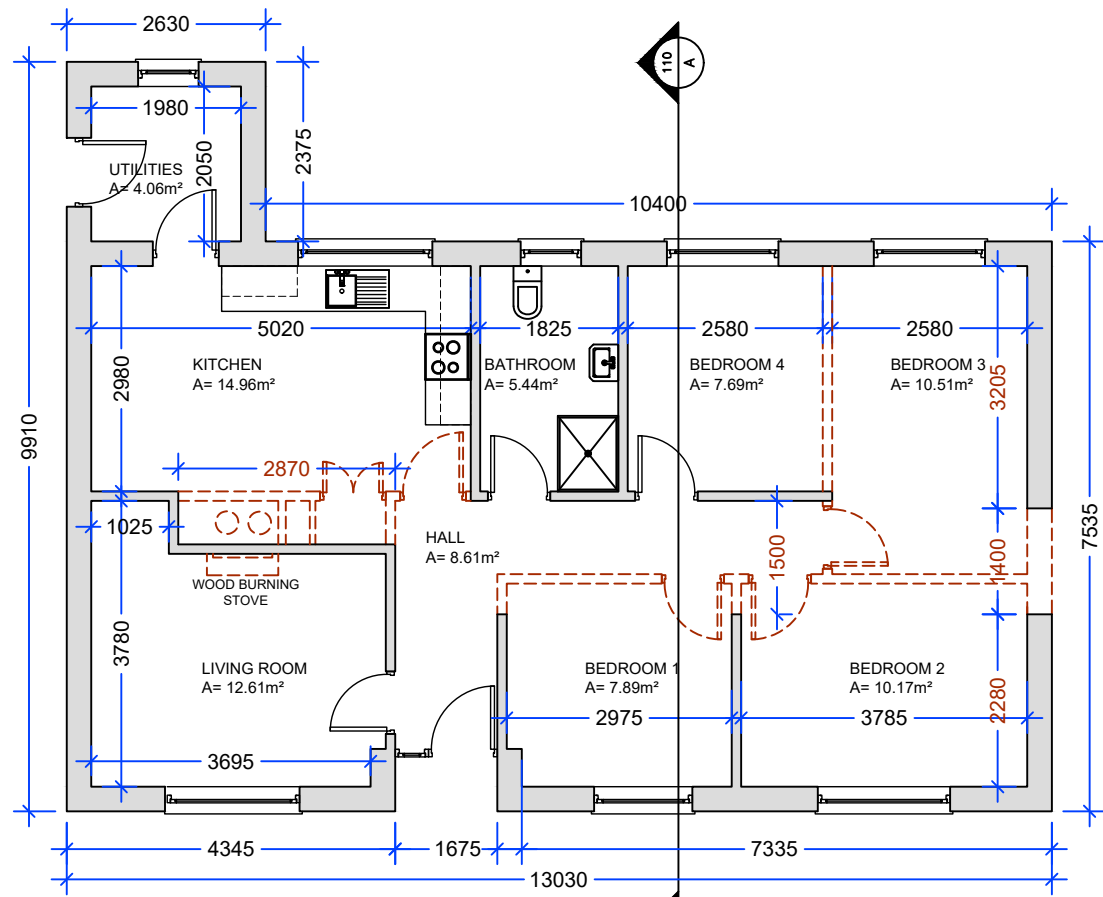 2630
110
A
1980
2050
2375
UTILITIES
A= 4.06m²
10400
5020
1825
2580
2580
KITCHEN
A= 14.96m²
BATHROOM
A= 5.44m²
BEDROOM 4
A= 7.69m²
BEDROOM 3
A= 10.51m²
2980
3205
9910
2870
1025
HALL
A= 8.61m²
1500
1400
7535
WOOD BURNING
STOVE
3780
LIVING ROOM
A= 12.61m²
BEDROOM 1
A= 7.89m²
BEDROOM 2
A= 10.17m²
2280
2975
3785
3695
4345
1675
7335
13030